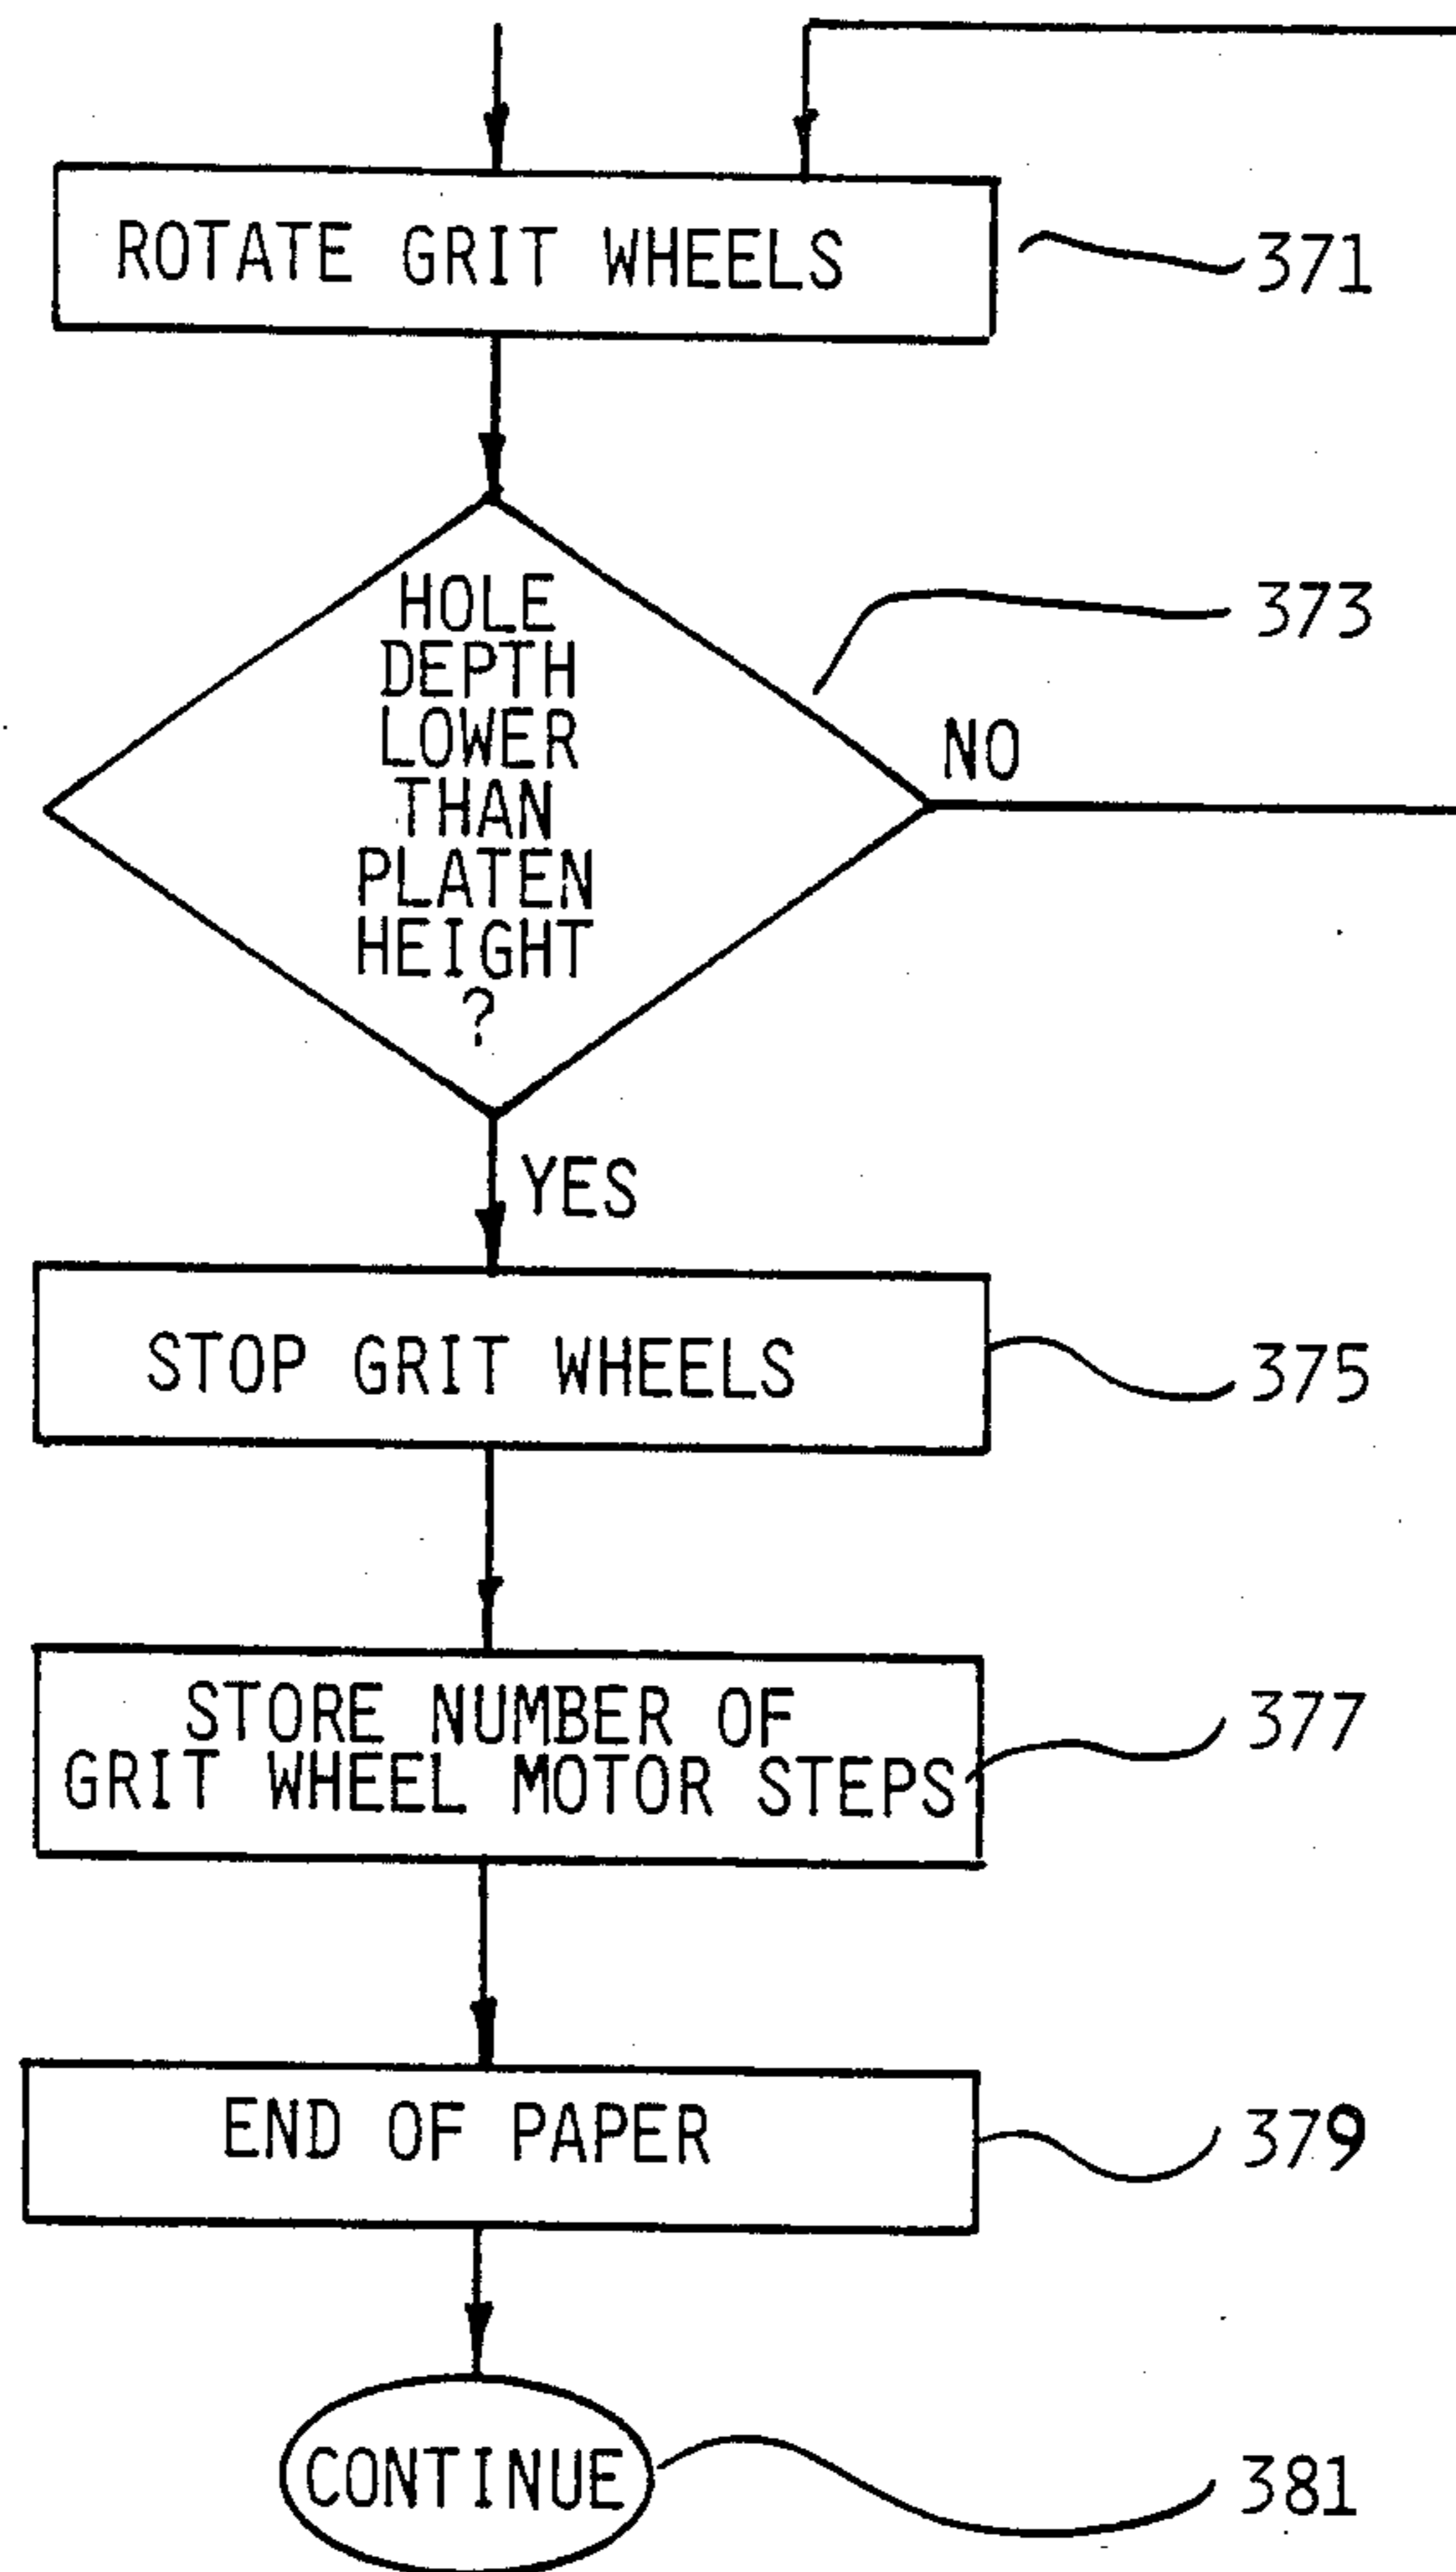 ROTATE GRIT WHEELS
371
HOLE
DEPTH
LOWER
THAN
PLATEN
HEIGHT
?
373
NO
YES
STOP GRIT WHEELS
375
STORE NUMBER OF
GRIT WHEEL MOTOR STEPS
377
END OF PAPER
379
CONTINUE
381